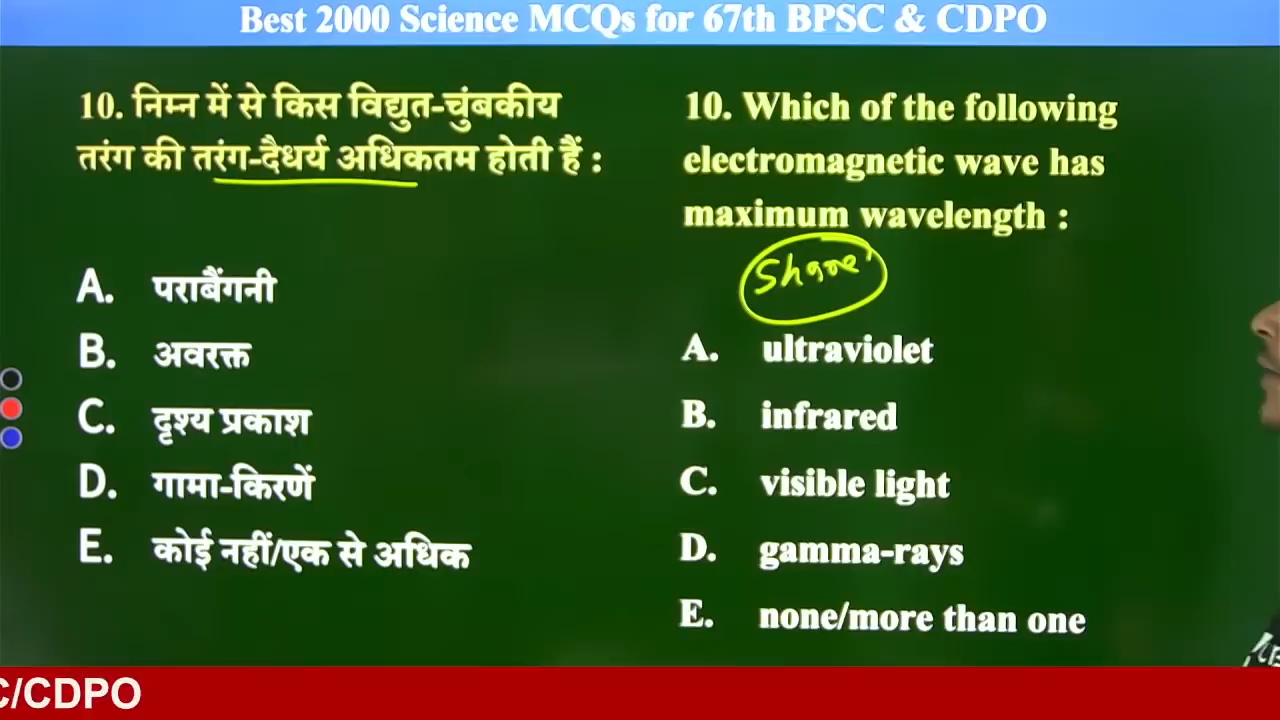 Best 2000 Science MCQs for 67th BPSC & CDPO
10. निम्न में से किस विद्युत-चुंबकीय
तरंग की तरंग-दैधर्य अधिकतम होती हैं :
A. पराबैंगनी
B. अवरक्त
C. दृश्य प्रकाश
D. गामा-किरणें
E. कोई नहीं/एक से अधिक
10. Which of the following
electromagnetic wave has
maximum wavelength :
Share
A. ultraviolet
B. infrared
C. visible light
D. gamma-rays
E. none/more than one
C/CDPO